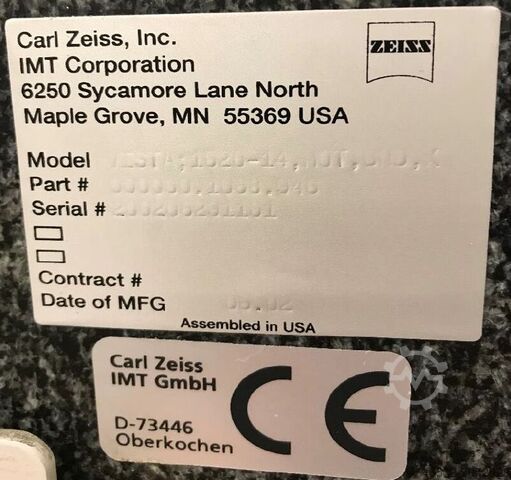 Carl Zeiss, Inc.
IMT Corporation
6250 Sycamore Lane North
Maple Grove, MN 55369 USA
ZEISS
Model
Part #
Serial #
Contract #
Date of MFG
Assembled in USA
Carl Zeiss
IMT GmbH
D-73446
Oberkochen
CE